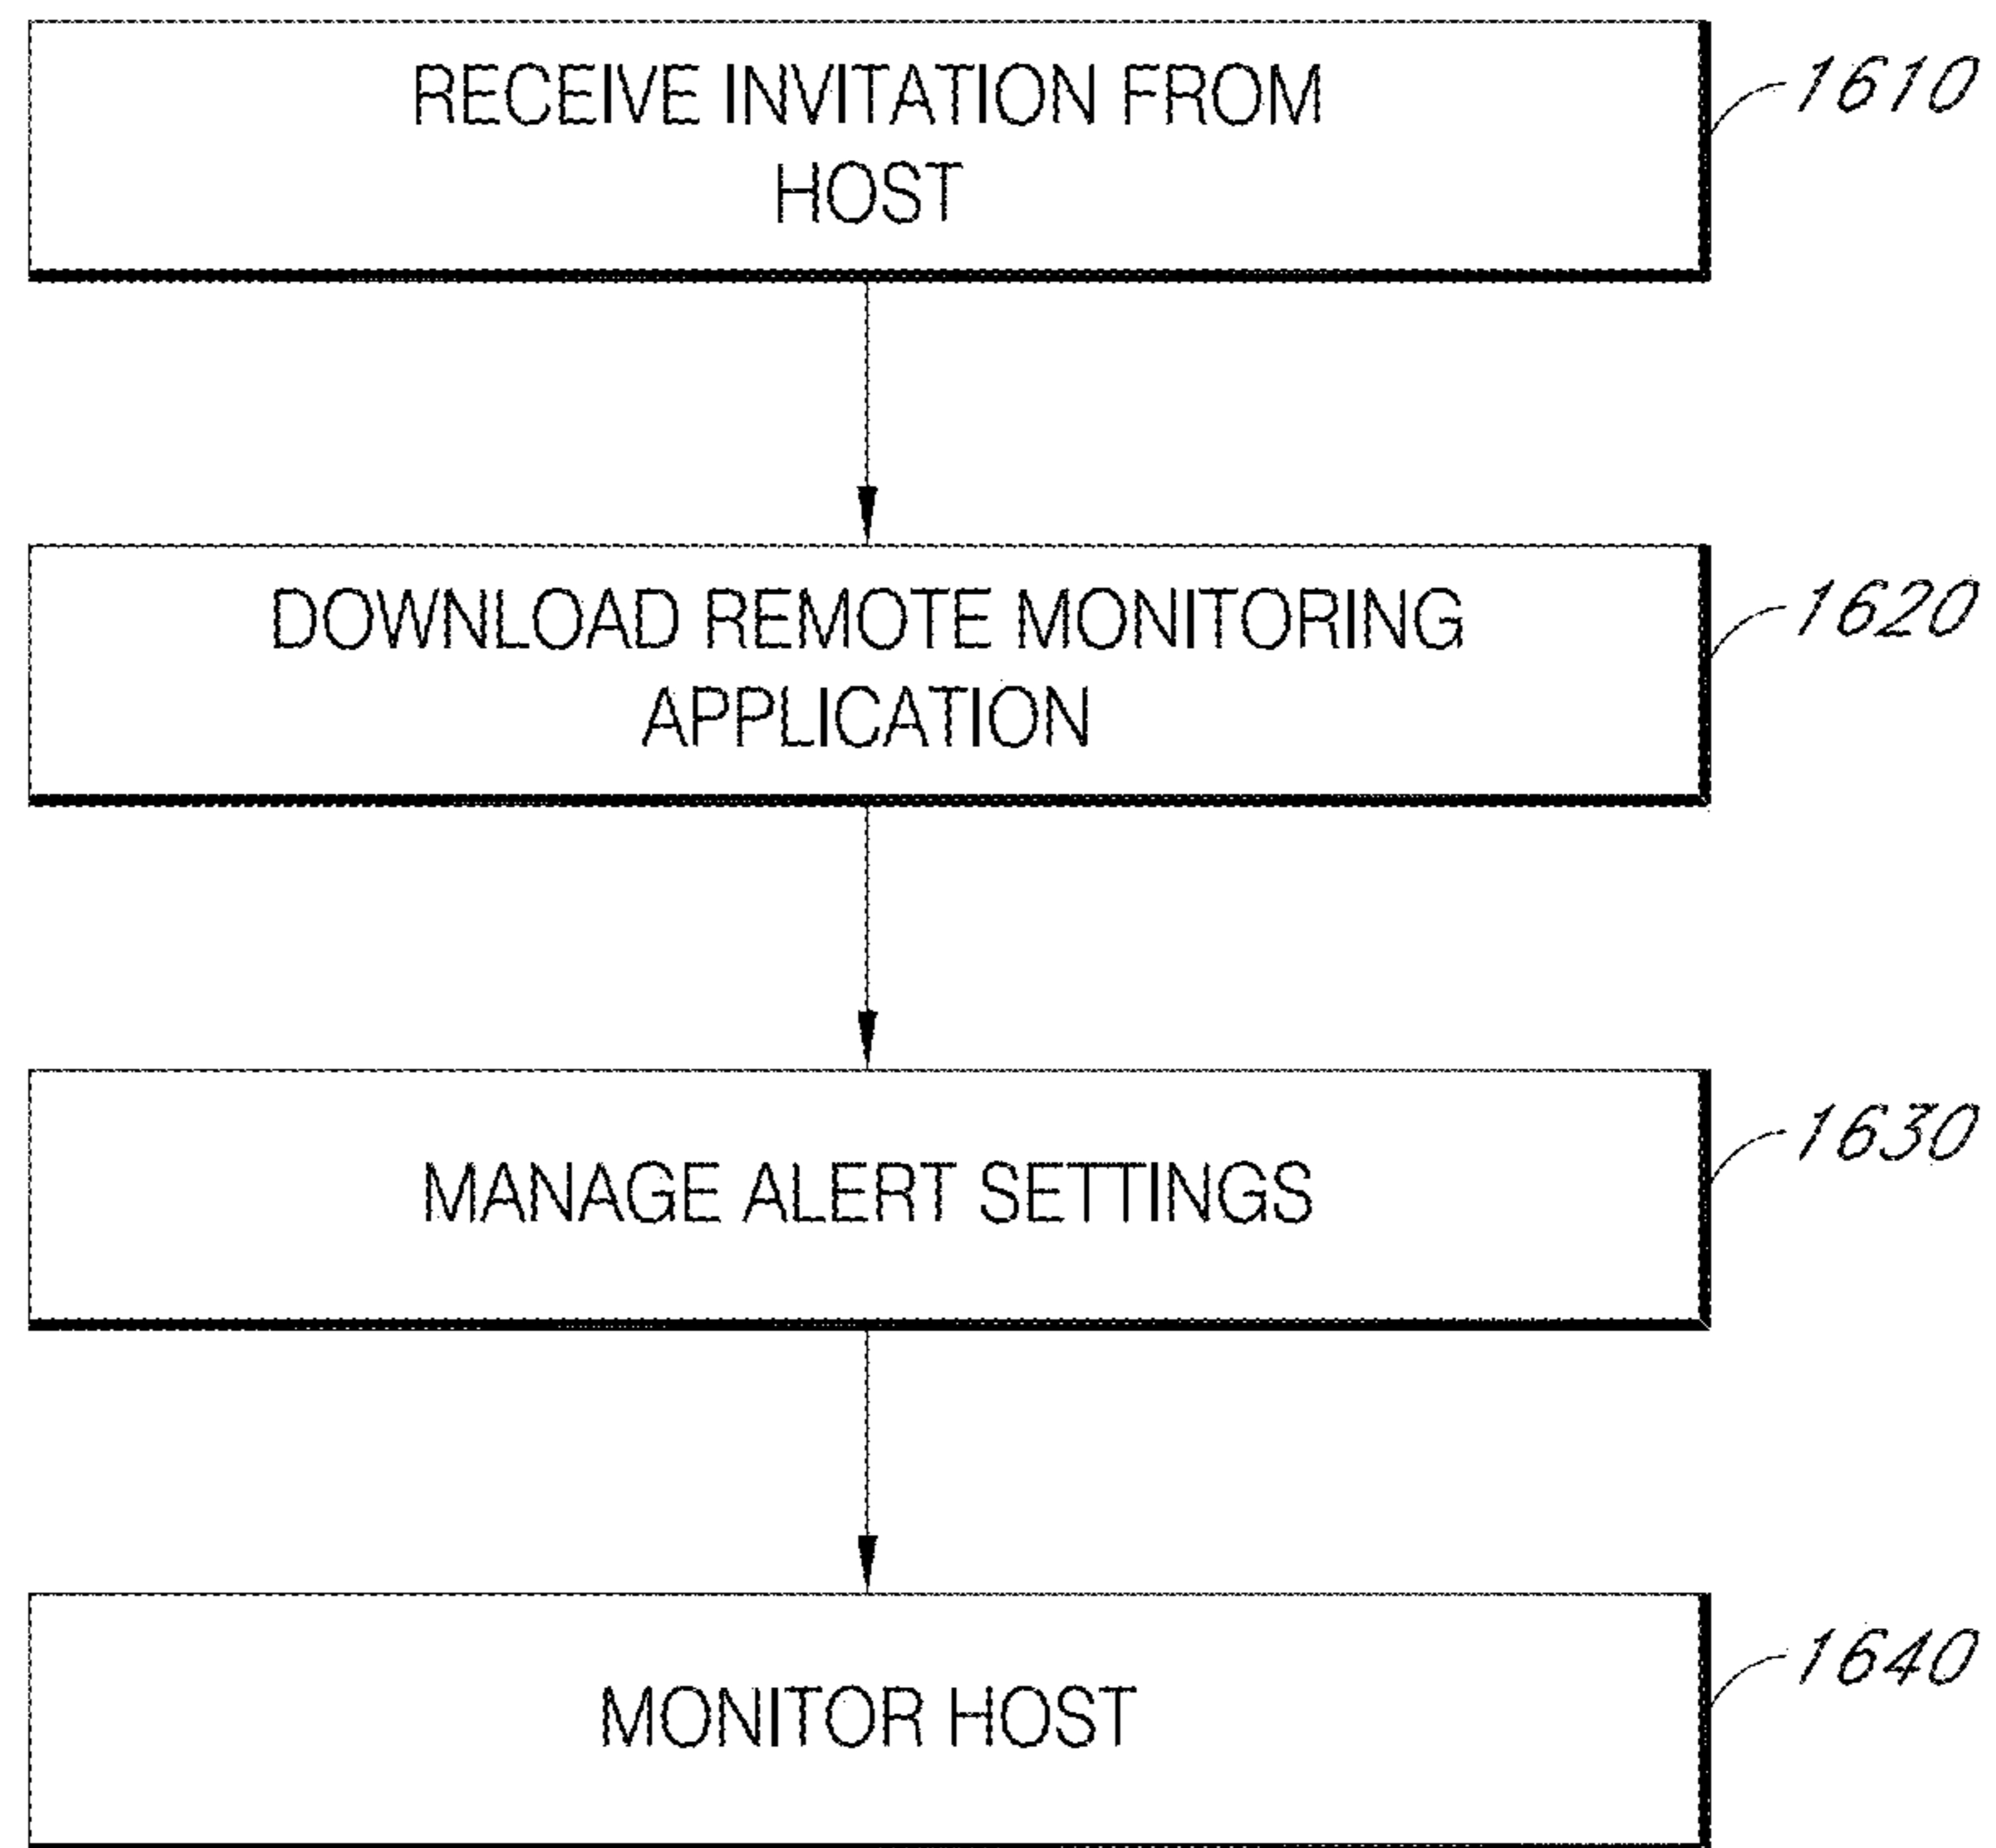 RECEIVE INVITATION FROM
HOST
1610
DOWNLOAD REMOTE MONITORING
APPLICATION
1620
MANAGE ALERT SETTINGS
1630
MONITOR HOST
1640